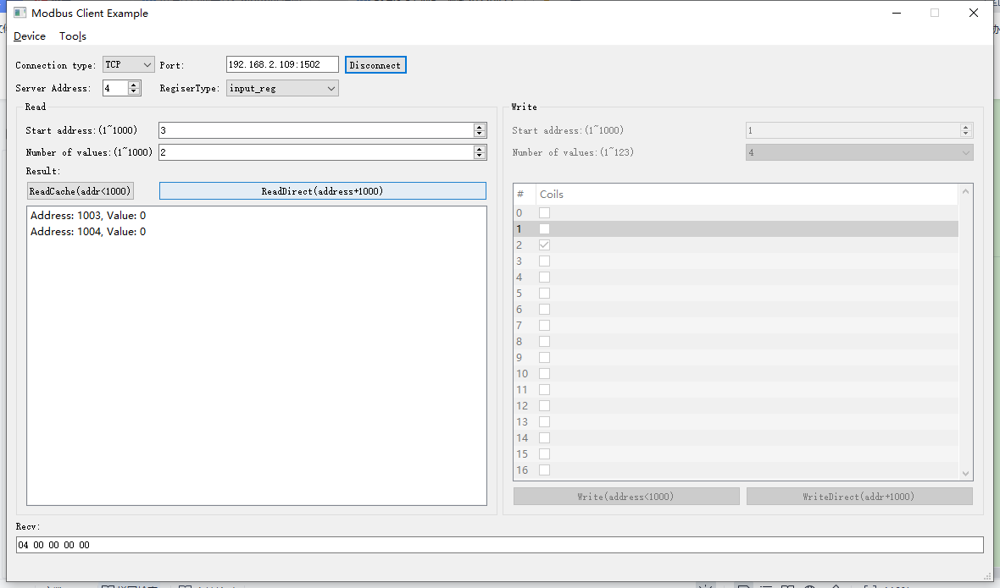 Modbus Client Example
Device Tools
Connection type: TCP Port: 192.168.2.109:1502 Disconnect
Server Address: 4 RegiserType: input_reg
Read
Start address:(1~1000) 3
Number of values:(1~1000) 2
Result:
ReadCache(addr<1000) ReadDirect(address+1000)
Address: 1003, Value: 0
Address: 1004, Value: 0
Write
Start address:(1~1000) 1
Number of values:(1~123) 4
# Coils
0
1
2
3
4
5
6
7
8
9
10
11
12
13
14
15
16
Write(address<1000) WriteDirect(addr+1000)
Recv:
04 00 00 00 00